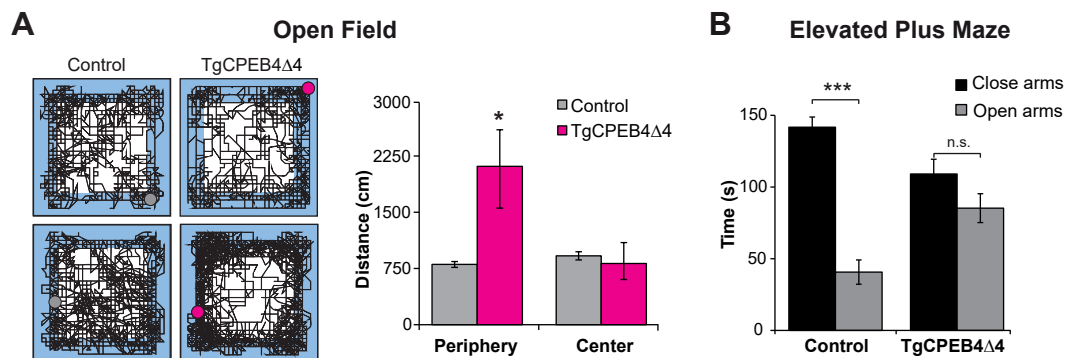 A
Open Field
Control
TgCPEB4Δ4
3000
2250
1500
750
0
Distance (cm)
Control
TgCPEB4Δ4
*
Periphery
Center
B
Elevated Plus Maze
Close arms
Open arms
150
100
50
0
Time (s)
***
n.s.
Control
TgCPEB4Δ4